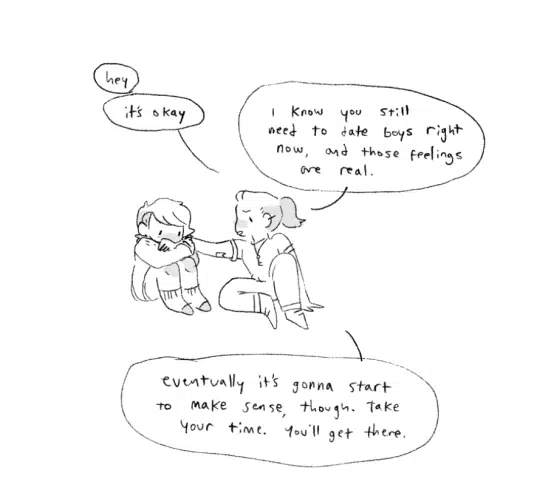 hey
it's okay
I know you still
need to date boys right
now, and those feelings
are real.
eventually it's gonna start
to make sense, though. Take
your time. You'll get there.